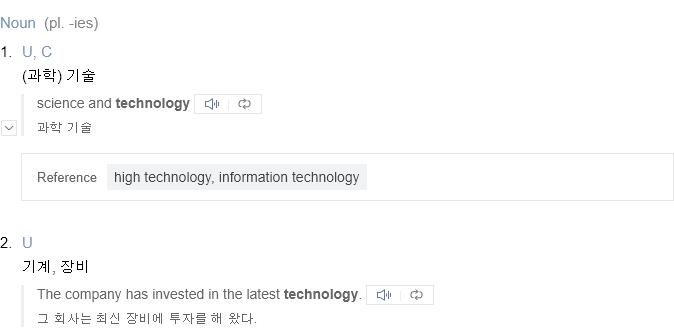 Noun (pl. -ies)
1. U, C
(과학) 기술
science and technology
과학 기술
Reference high technology, information technology
2. U
기계, 장비
The company has invested in the latest technology.
그 회사는 최신 장비에 투자를 해 왔다.